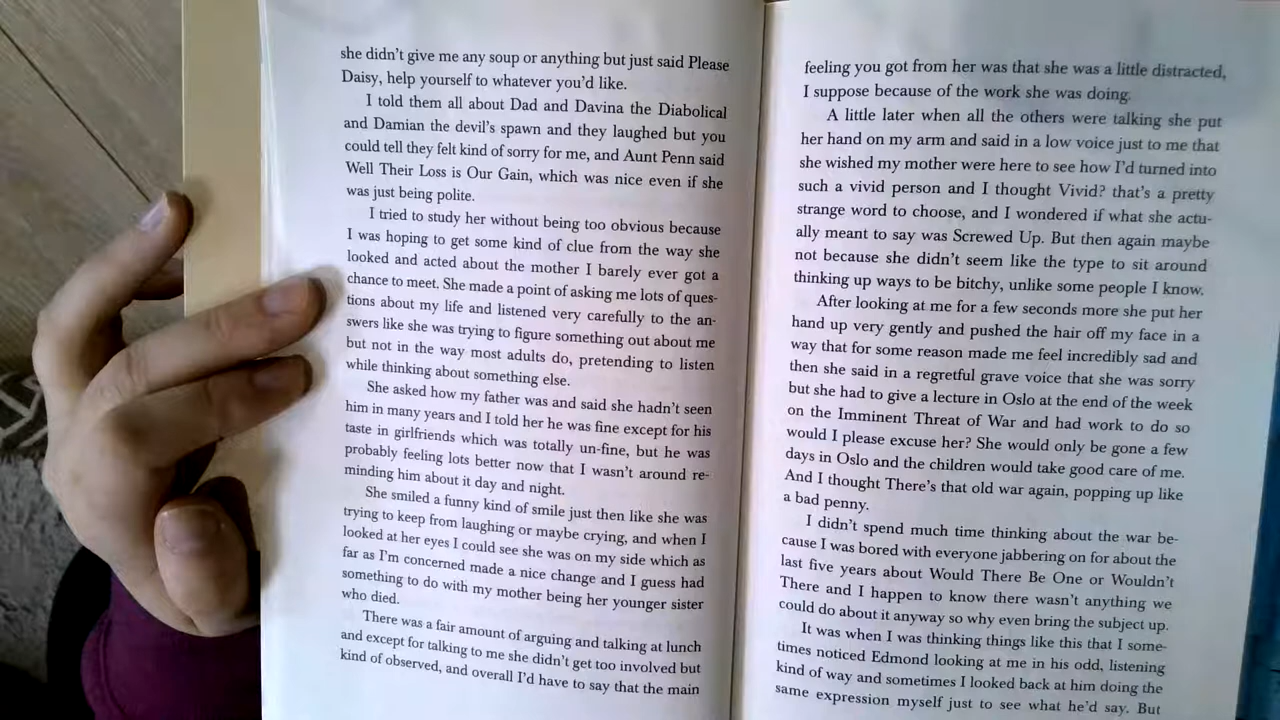 she didn't give me any soup or anything but just said Please
Daisy, help yourself to whatever you'd like.
I told them all about Dad and Davina the Diabolical
and Damian the devil's spawn and they laughed but you
could tell they felt kind of sorry for me, and Aunt Penn said
Well Their Loss is Our Gain, which was nice even if she
was just being polite.
I tried to study her without being too obvious because
I was hoping to get some kind of clue from the way she
looked and acted about the mother I barely ever got a
chance to meet. She made a point of asking me lots of ques-
tions about my life and listened very carefully to the an-
swers like she was trying to figure something out about me
but not in the way most adults do, pretending to listen
while thinking about something else.
She asked how my father was and said she hadn't seen
him in many years and I told her he was fine except for his
taste in girlfriends which was totally un-fine, but he was
probably feeling lots better now that I wasn't around re-
minding him about it day and night.
She smiled a funny kind of smile just then like she was
trying to keep from laughing or maybe crying, and when I
looked at her eyes I could see she was on my side which as
far as I'm concerned made a nice change and I guess had
something to do with my mother being her younger sister
who died.
There was a fair amount of arguing and talking at lunch
and except for talking to me she didn't get too involved but
kind of observed, and overall I'd have to say that the main
feeling you got from her was that she was a little distracted,
I suppose because of the work she was doing.
A little later when all the others were talking she put
her hand on my arm and said in a low voice just to me that
she wished my mother were here to see how I'd turned into
such a vivid person and I thought Vivid? that's a pretty
strange word to choose, and I wondered if what she actu-
ally meant to say was Screwed Up. But then again maybe
not because she didn't seem like the type to sit around
thinking up ways to be bitchy, unlike some people I know.
After looking at me for a few seconds more she put her
hand up very gently and pushed the hair off my face in a
way that for some reason made me feel incredibly sad and
then she said in a regretful grave voice that she was sorry
but she had to give a lecture in Oslo at the end of the week
on the Imminent Threat of War and had work to do so
would I please excuse her? She would only be gone a few
days in Oslo and the children would take good care of me.
And I thought There's that old war again, popping up like
a bad penny.
I didn't spend much time thinking about the war be-
cause I was bored with everyone jabbering on for about the
last five years about Would There Be One or Wouldn't
There and I happen to know there wasn't anything we
could do about it anyway so why even bring the subject up.
It was when I was thinking things like this that I some-
times noticed Edmond looking at me in his odd, listening
kind of way and sometimes I looked back at him doing the
same expression myself just to see what he'd say. But